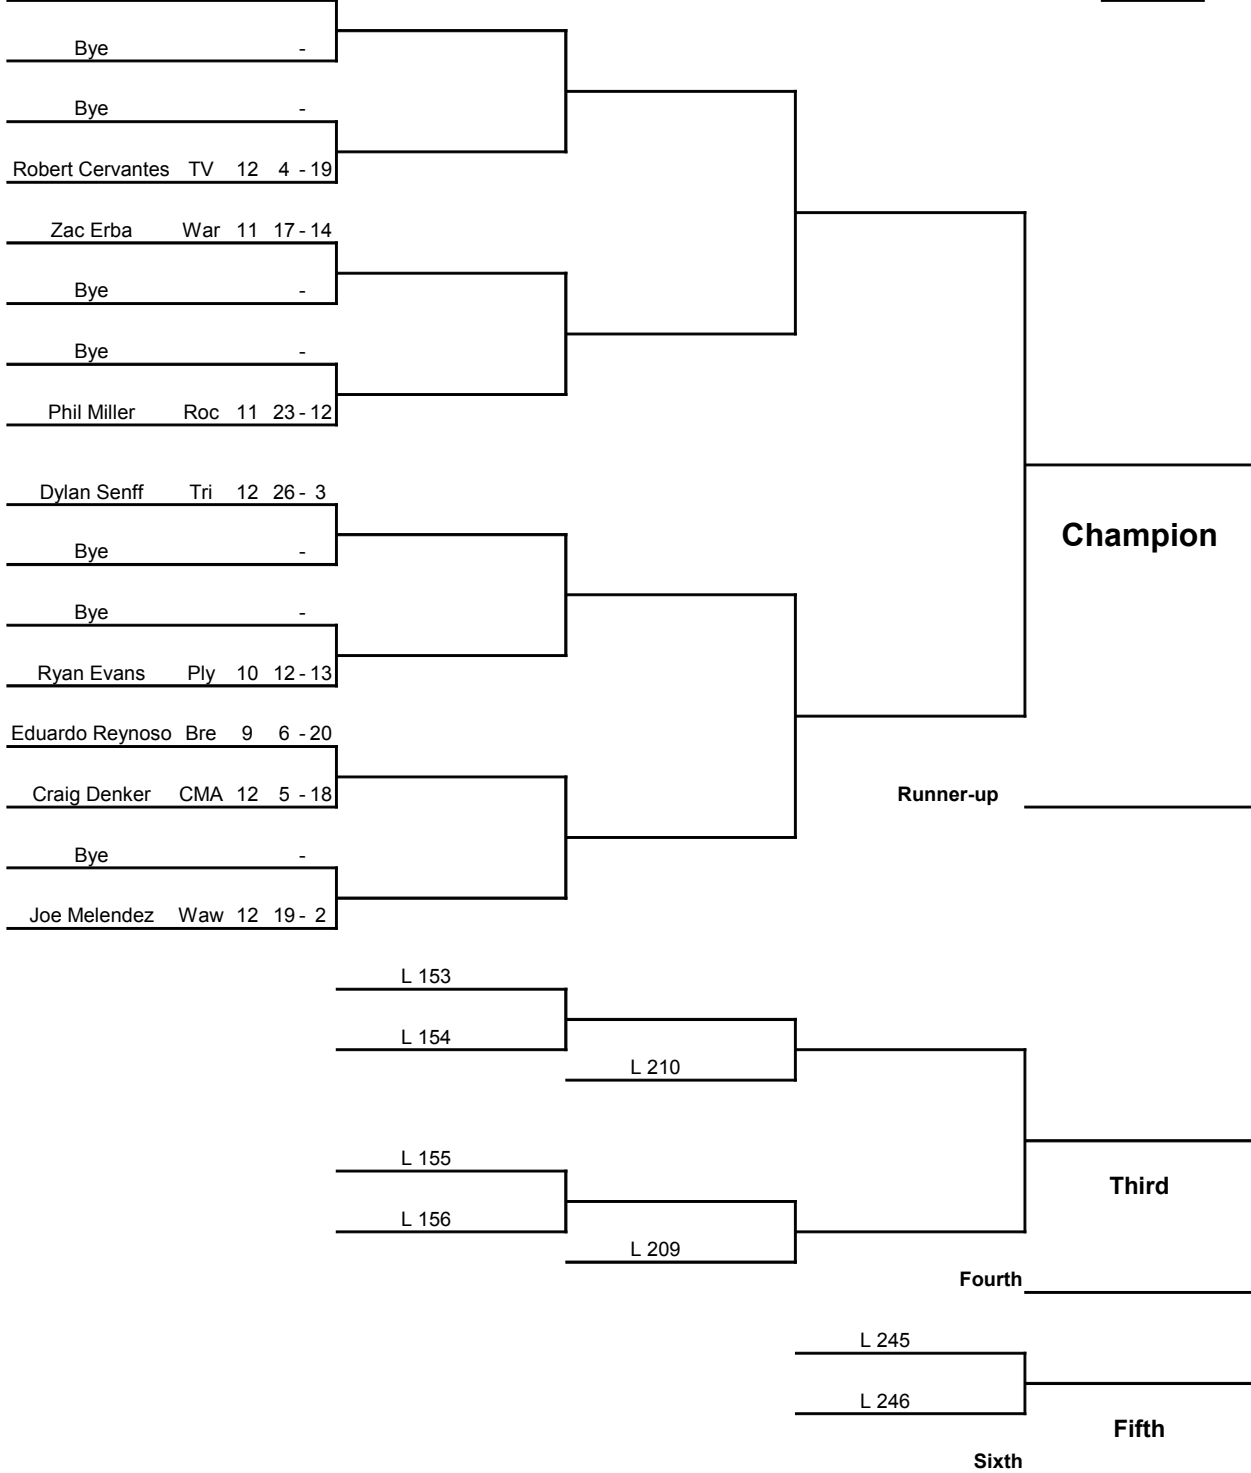 Bye -
Bye -
Robert Cervantes TV 12 4 - 19
Zac Erba War 11 17 - 14
Bye -
Bye -
Phil Miller Roc 11 23 - 12
Dylan Senff Tri 12 26 - 3
Champion
Bye -
Bye -
Ryan Evans Ply 10 12 - 13
Eduardo Reynoso Bre 9 6 - 20
Craig Denker CMA 12 5 - 18
Runner-up
Bye -
Joe Melendez Waw 12 19 - 2
L 153
L 154
L 210
L 155
Third
L 156
L 209
Fourth
L 245
L 246
Fifth
Sixth